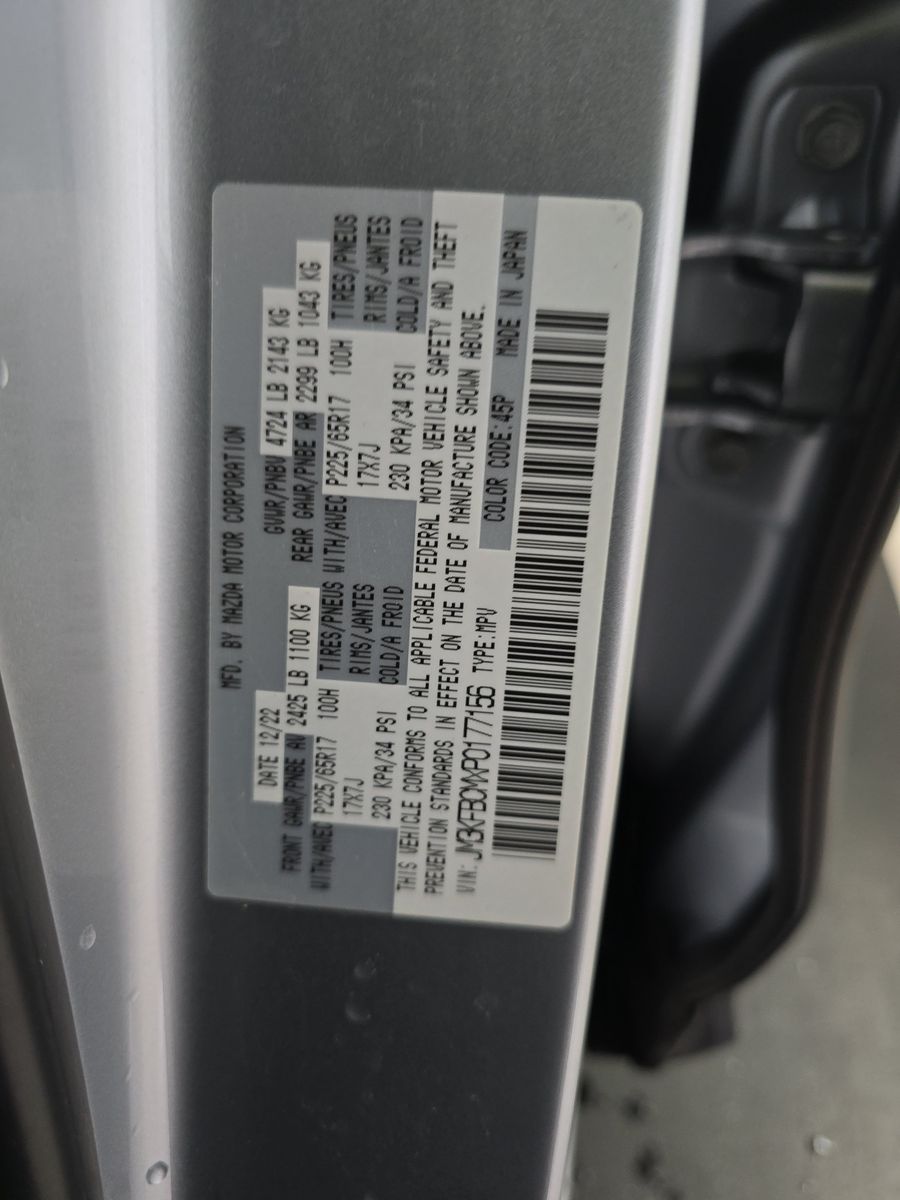 MFD. BY MAZDA MOTOR CORPORATION
DATE 12/22 GVWR/PNBV 4724 LB 2143 KG
FRONT GAWR/PNBE AV 2425 LB 1100 KG REAR GAWR/PNBE AR 2299 LB 1043 KG
WITH/AVEC P225/65R17 100H TIRES/PNEUS WITH/AVEC P225/65R17 100H TIRES/PNEUS
17X7J RIMS/JANTES 17X7J RIMS/JANTES
230 KPA/34 PSI COLD/A FROID 230 KPA/34 PSI COLD/A FROID
THIS VEHICLE CONFORMS TO ALL APPLICABLE FEDERAL MOTOR VEHICLE SAFETY AND THEFT
PREVENTION STANDARDS IN EFFECT ON THE DATE OF MANUFACTURE SHOWN ABOVE.
VIN: JM3KFBCMXP0177156 TYPE:MPV COLOR CODE:45P MADE IN JAPAN